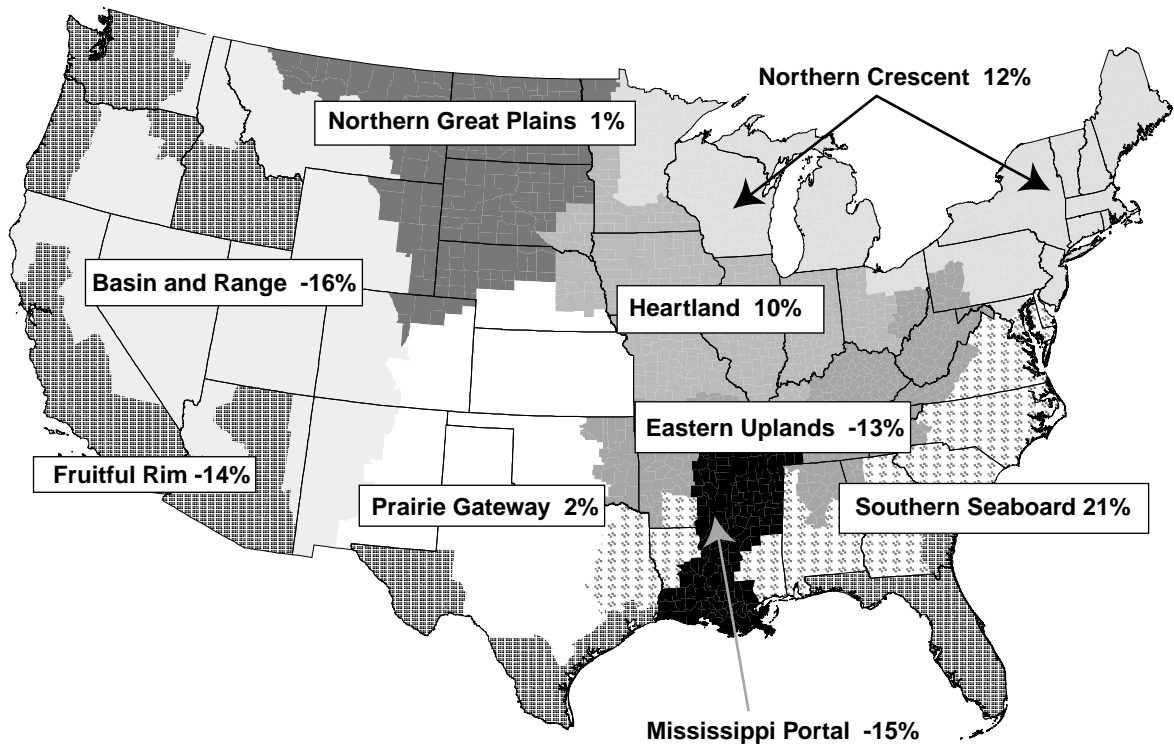 Northern Crescent 12%
Northern Great Plains 1%
Basin and Range -16%
Heartland 10%
Eastern Uplands -13%
Fruitful Rim -14%
Prairie Gateway 2%
Southern Seaboard 21%
Mississippi Portal -15%